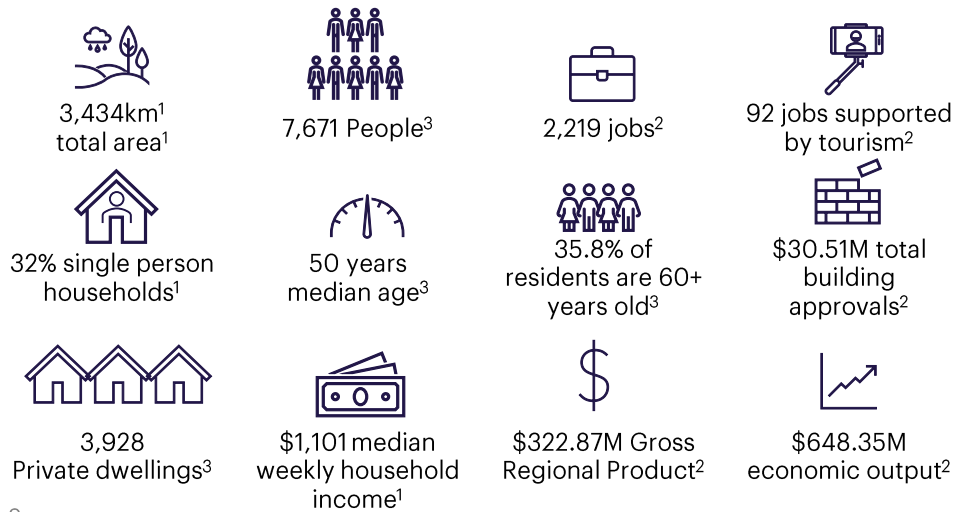 3,434km¹
total area¹
7,671 People³
2,219 jobs²
92 jobs supported
by tourism²
32% single person
households¹
50 years
median age³
35.8% of
residents are 60+
years old³
$30.51M total
building
approvals²
3,928
Private dwellings³
$1,101 median
weekly household
income¹
$322.87M Gross
Regional Product²
$648.35M
economic output²